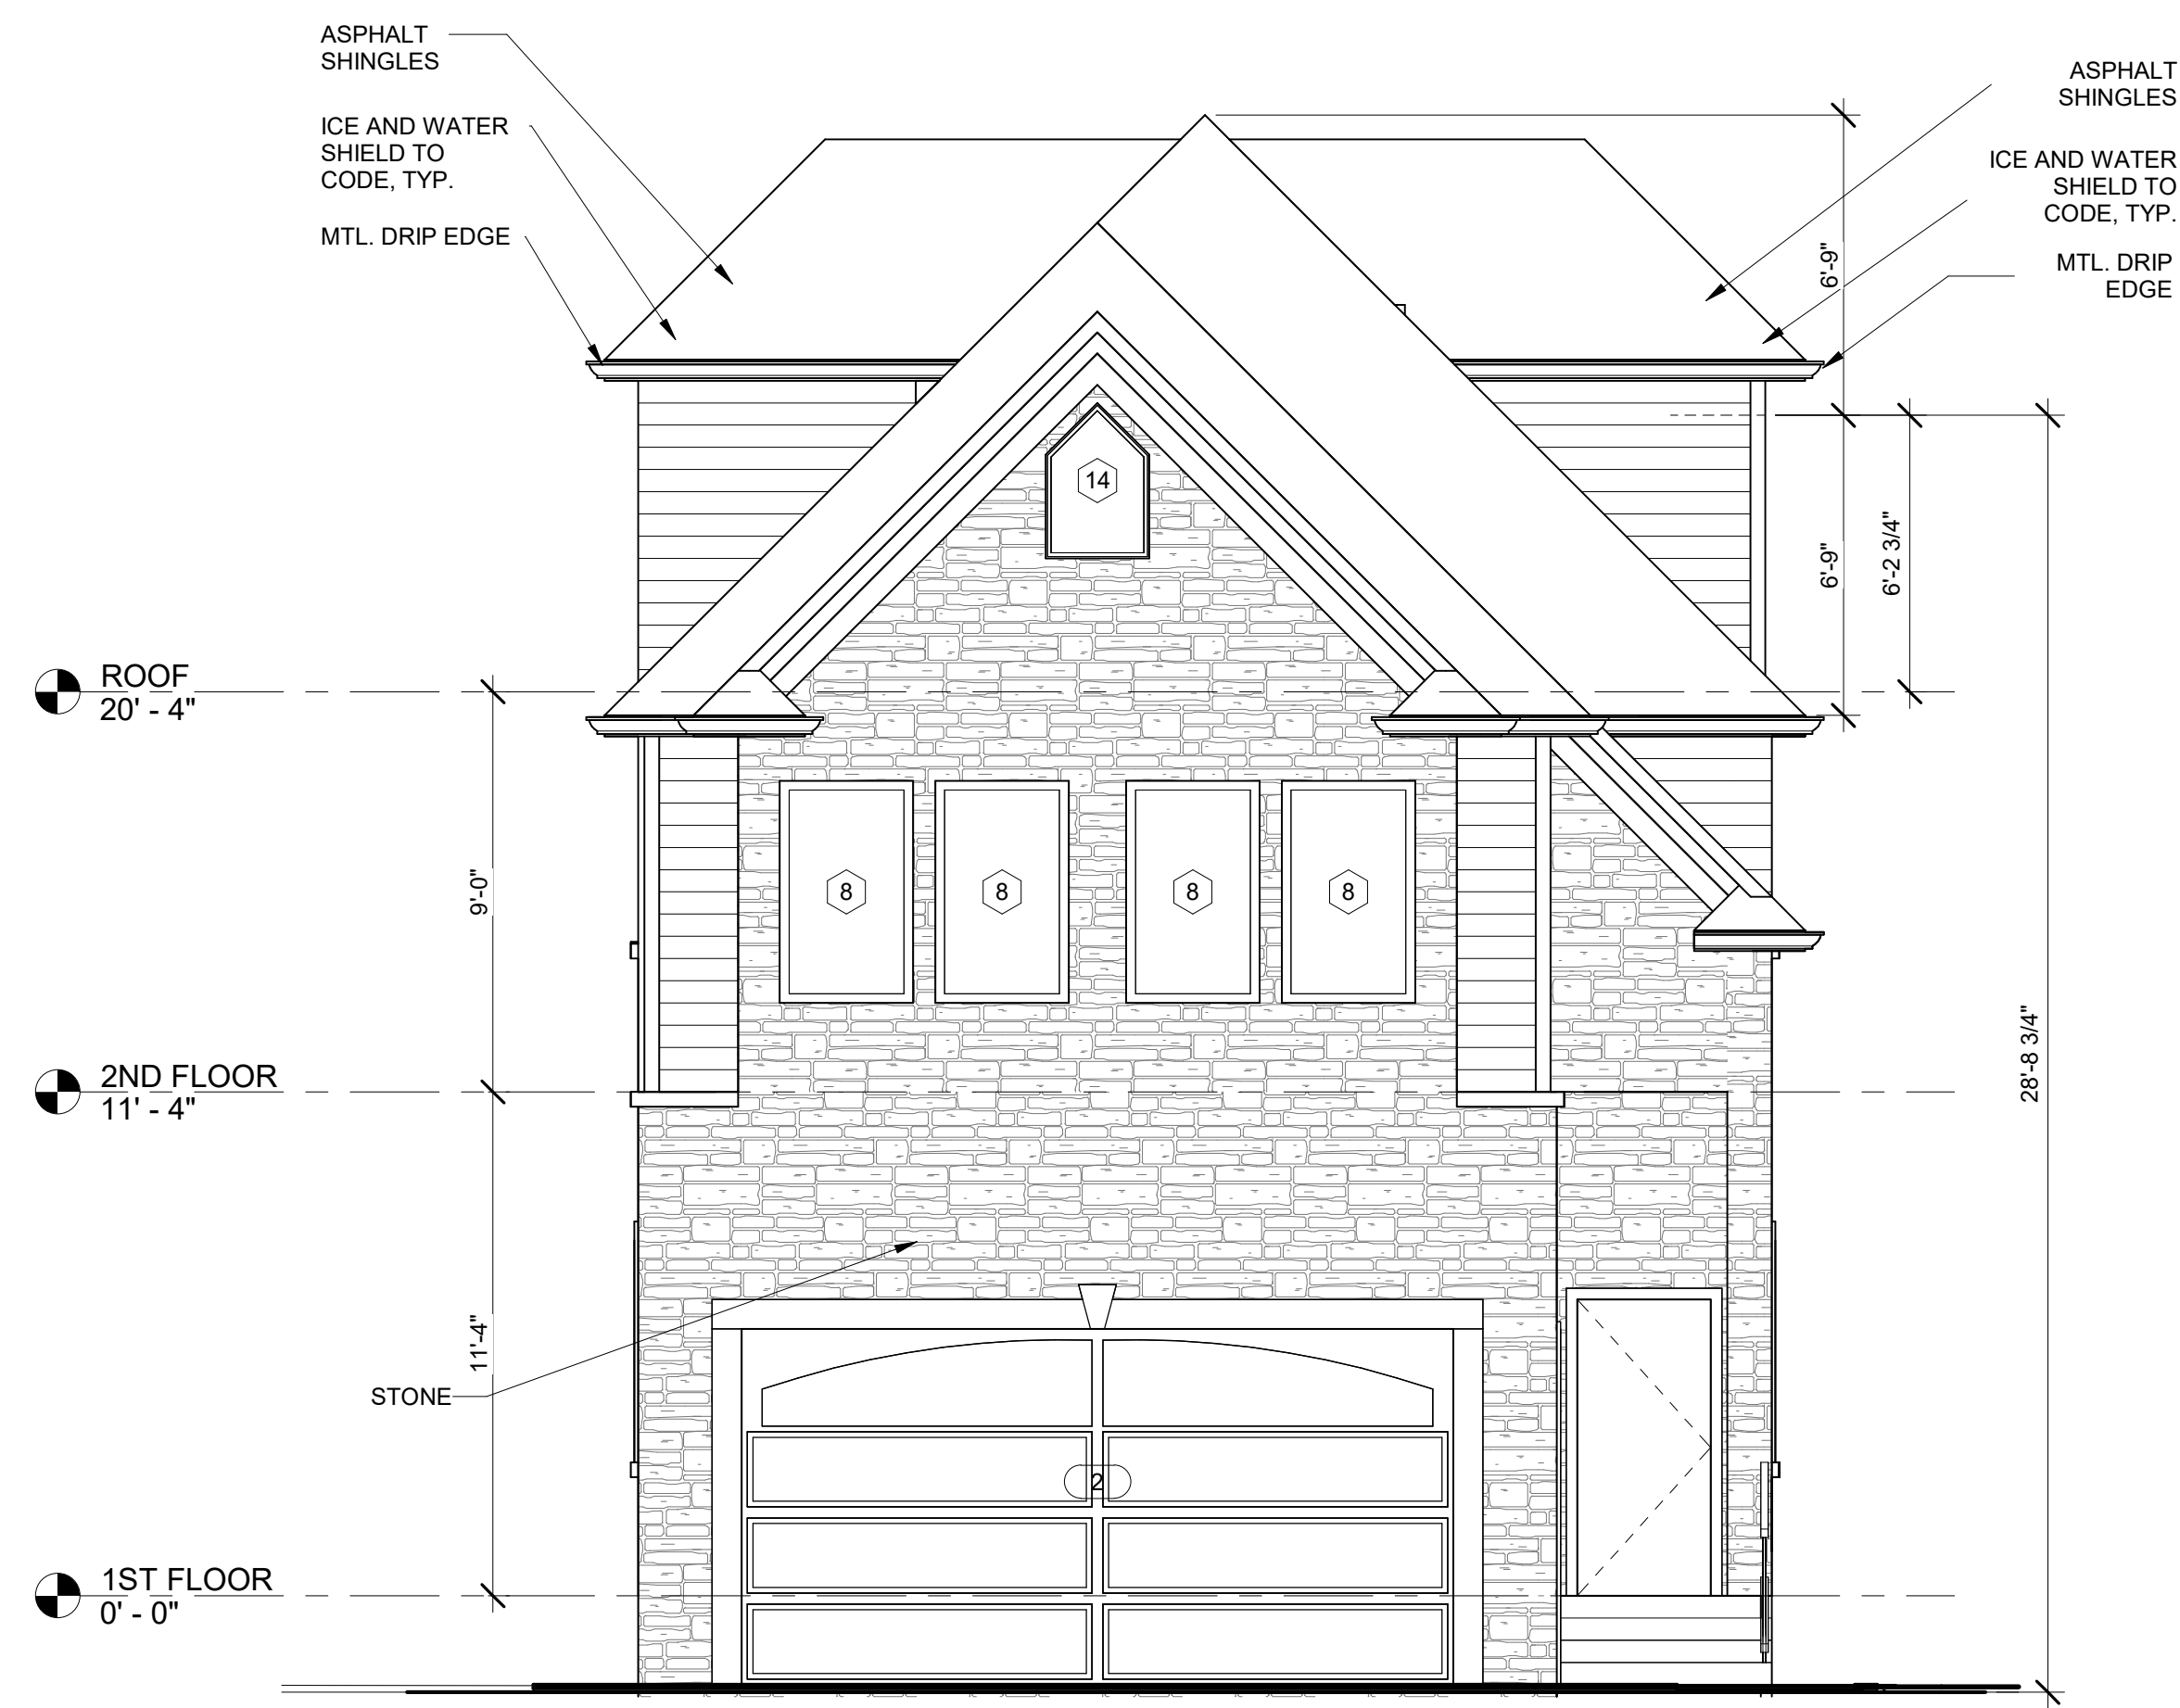 ASPHALT
SHINGLES
ICE AND WATER
SHIELD TO
CODE, TYP.
MTL. DRIP EDGE
ASPHALT
SHINGLES
ICE AND WATER
SHIELD TO
CODE, TYP.
MTL. DRIP
EDGE
6'-9"
14
6'-9"
6'-2 3/4"
ROOF
20' - 4"
9'-0"
8
8
8
8
2ND FLOOR
11' - 4"
28'-8 3/4"
11'-4"
STONE
2
1ST FLOOR
0' - 0"